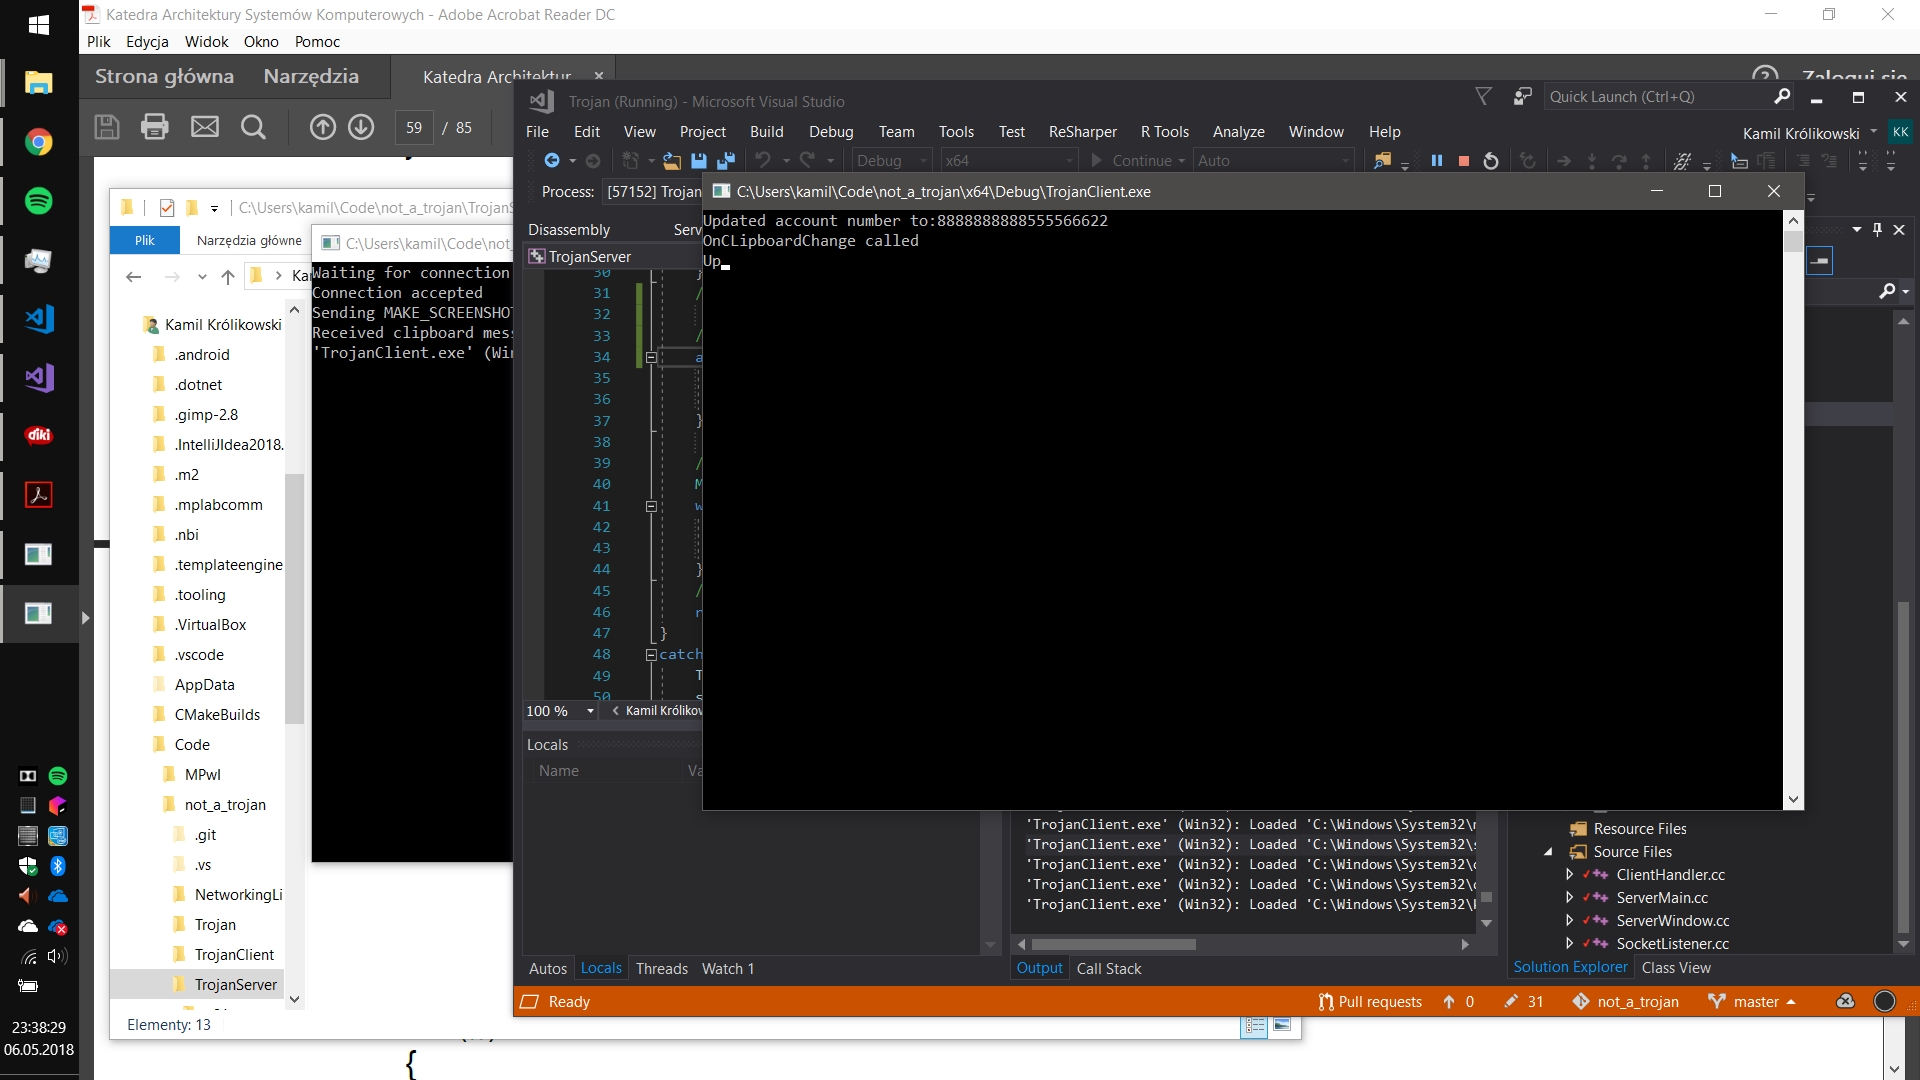 Katedra Architektury Systemów Komputerowych - Adobe Acrobat Reader DC
Plik Edycja Widok Okno Pomoc
Strona główna Narzędzia Katedra Architektur
Zaloguj się
59 / 85
Trojan (Running) - Microsoft Visual Studio
Quick Launch (Ctrl+Q)
File Edit View Project Build Debug Team Tools Test ReSharper R Tools Analyze Window Help
Kamil Królikowski KK
Debug x64 Continue Auto
Process: [57152] Trojan
C:\Users\kamil\Code\not_a_trojan\x64\Debug\TrojanClient.exe
Updated account number to:8888888888555566622
OnCLipboardChange called
Up
C:\Users\kamil\Code\not_a_trojan\TrojanS
Plik Narzędzia główne
Kar
C:\Users\kamil\Code\not_
Waiting for connection
Connection accepted
Sending MAKE_SCREENSHOT
Received clipboard mess
'TrojanClient.exe' (Win
Disassembly Serv
TrojanServer
30 }
31 /
32
33 /
34 a
35
36
37 }
38
39 /
40 M
41 w
42
43
44 }
45 /
46 r
47 }
48 catch
49 T
50 s
100 % Kamil Królikow
Kamil Królikowski
.android
.dotnet
.gimp-2.8
.IntelliJIdea2018.
.m2
.mplabcomm
.nbi
.templateengine
.tooling
.VirtualBox
.vscode
AppData
CMakeBuilds
Code
MPwI
not_a_trojan
.git
.vs
NetworkingLi
Trojan
TrojanClient
TrojanServer
Elementy: 13
Locals
Name Va
Autos Locals Threads Watch 1
'TrojanClient.exe' (Win32): Loaded 'C:\Windows\System32\
'TrojanClient.exe' (Win32): Loaded 'C:\Windows\System32\
'TrojanClient.exe' (Win32): Loaded 'C:\Windows\System32\
'TrojanClient.exe' (Win32): Loaded 'C:\Windows\System32\
'TrojanClient.exe' (Win32): Loaded 'C:\Windows\System32\
Output Call Stack
Resource Files
Source Files
ClientHandler.cc
ServerMain.cc
ServerWindow.cc
SocketListener.cc
Solution Explorer Class View
Ready
Pull requests 0 31 not_a_trojan master
diki
23:38:29
06.05.2018
{